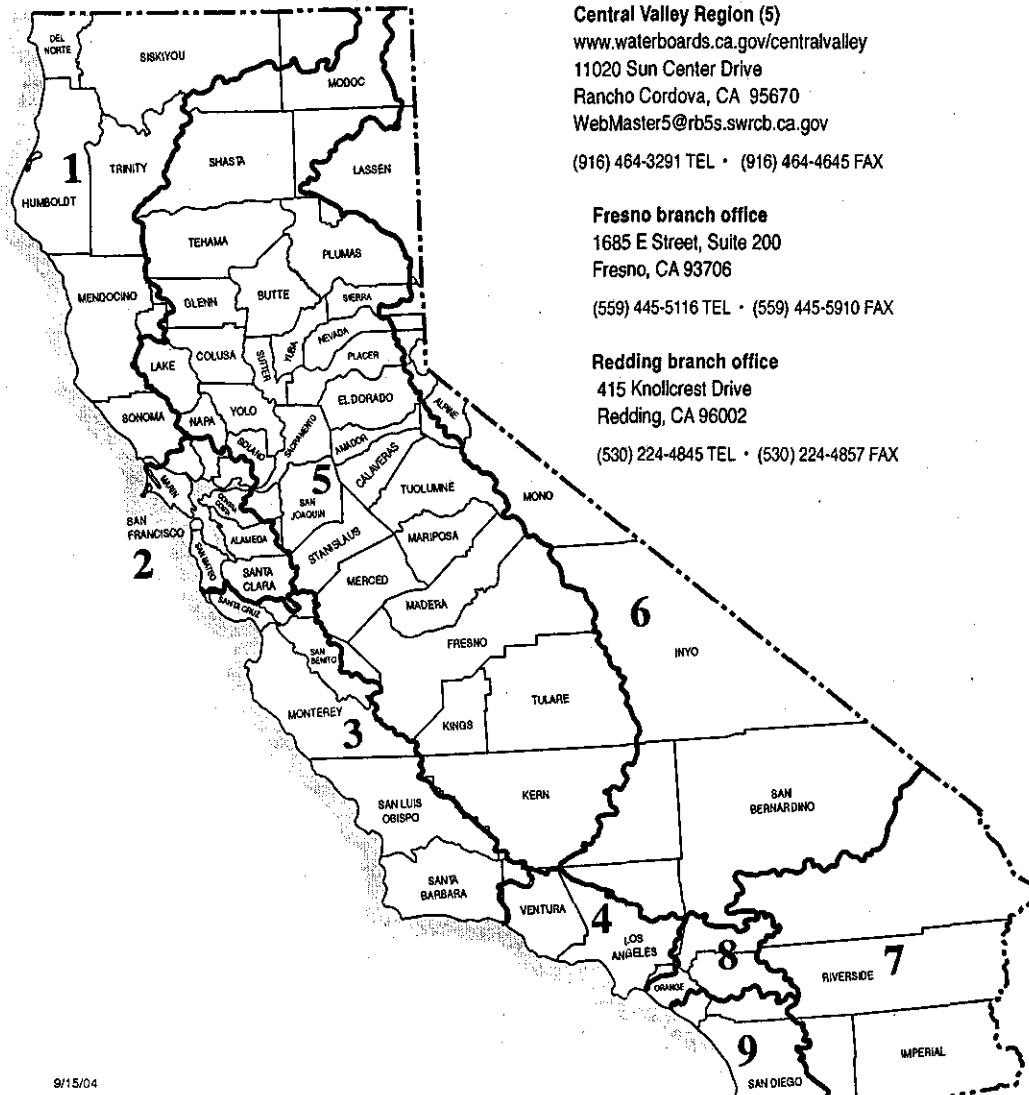 Central Valley Region (5)
www.waterboards.ca.gov/centralvalley
11020 Sun Center Drive
Rancho Cordova, CA 95670
WebMaster5@rb5s.swrcb.ca.gov
(916) 464-3291 TEL • (916) 464-4645 FAX
Fresno branch office
1685 E Street, Suite 200
Fresno, CA 93706
(559) 445-5116 TEL • (559) 445-5910 FAX
Redding branch office
415 Knollcrest Drive
Redding, CA 96002
(530) 224-4845 TEL • (530) 224-4857 FAX
DEL
NORTE
SISKIYOU
MODOC
1
TRINITY
SHASTA
LASSEN
HUMBOLDT
TEHAMA
PLUMAS
MENDOCINO
GLENN
BUTTE
SIERRA
NEVADA
YUBA
SUTTER
COLUSA
LAKE
PLACER
EL DORADO
ALPINE
SONOMA
NAPA
YOLO
SOLANO
SACRAMENTO
AMADOR
CALAVERAS
5
MARIN
CONTRA
COSTA
SAN
JOAQUIN
TUOLUMNE
MONO
SAN
FRANCISCO
ALAMEDA
STANISLAUS
MARIPOSA
2
SAN MATEO
SANTA
CLARA
MERCED
SANTA CRUZ
MADERA
6
FRESNO
INYO
SAN
BENITO
TULARE
MONTEREY
3
KINGS
SAN LUIS
OBISPO
KERN
SAN
BERNARDINO
SANTA
BARBARA
VENTURA
4
LOS
ANGELES
8
7
RIVERSIDE
ORANGE
9
IMPERIAL
SAN DIEGO
9/15/04